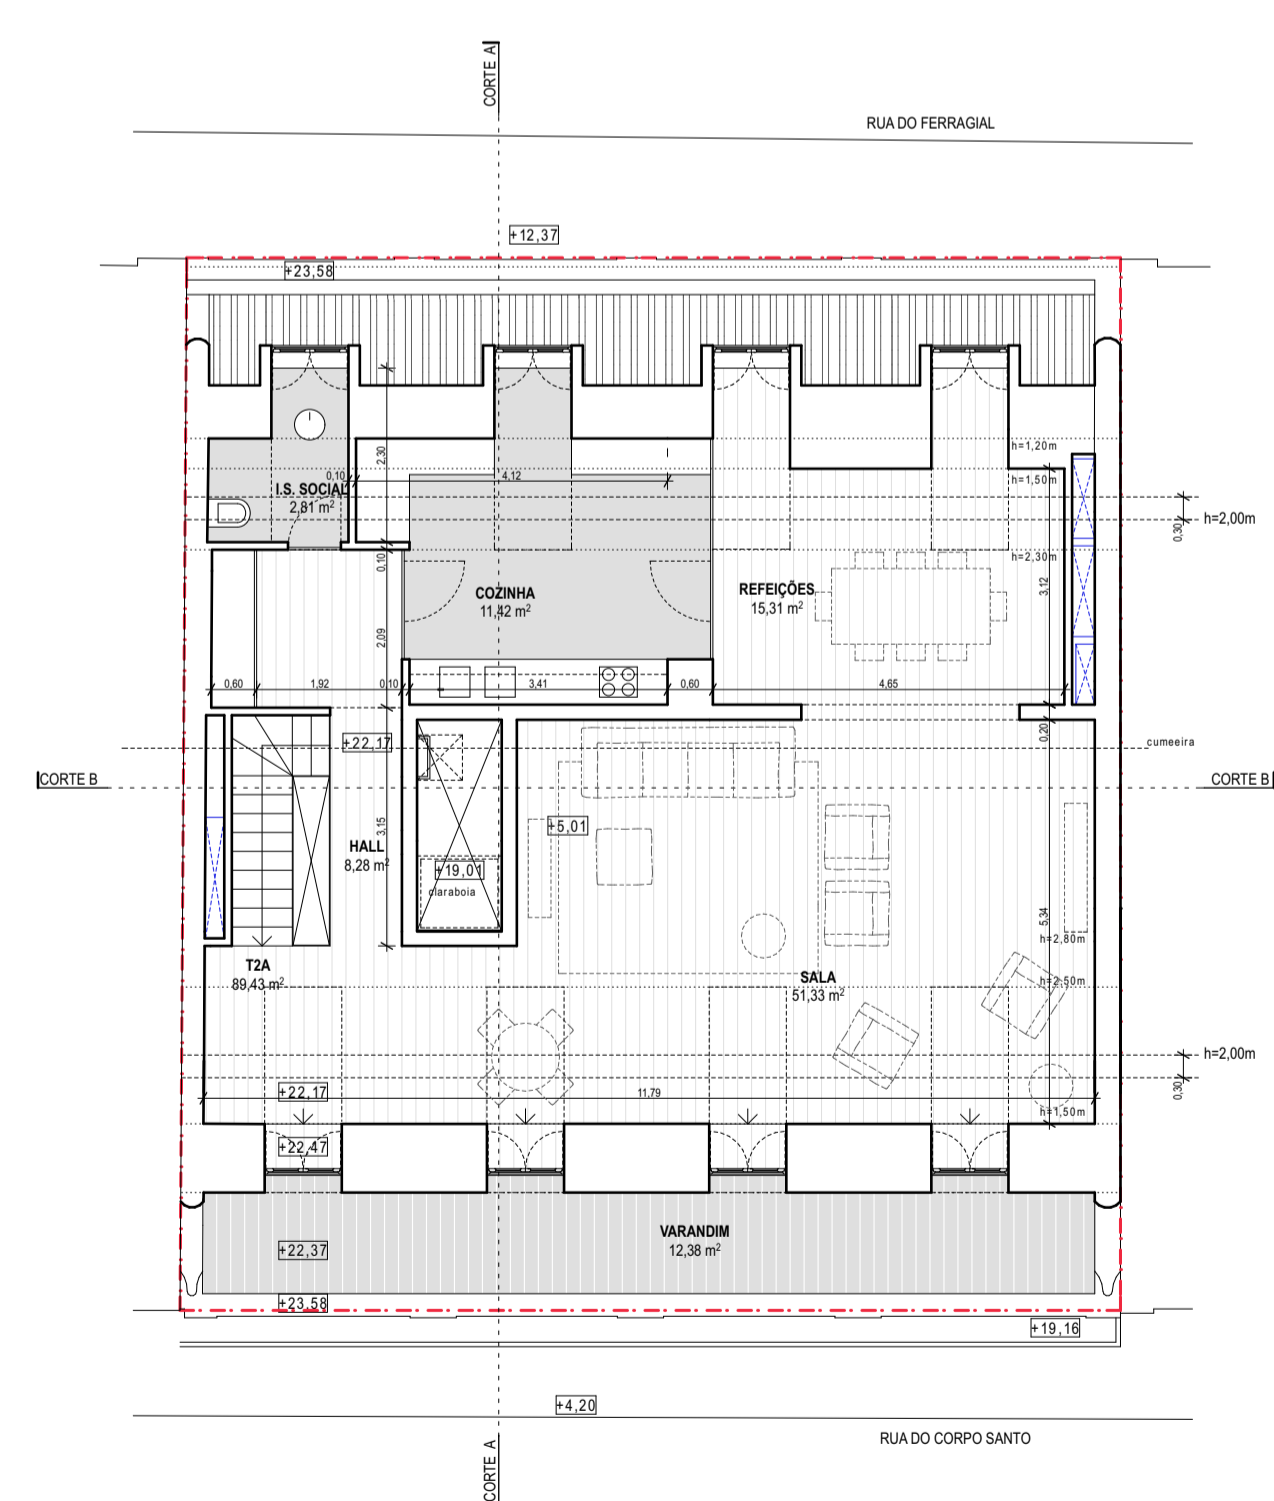 CORTE A
RUA DO FERRAGIAL
+12,37
+23,58
h=1,20m
2,30
0,10
4,12
h=1,50m
I.S. SOCIAL
2,81 m²
h=2,00m
0,30
h=2,30m
0,10
COZINHA
11,42 m²
REFEIÇÕES
15,31 m²
3,12
2,09
0,60
1,92
0,10
3,41
0,60
4,65
0,20
+22,17
cumeeira
CORTE B
CORTE B
3,15
+5,01
HALL
8,28 m²
+19,01
claraboia
5,34
h=2,80m
T2A
89,43 m²
SALA
51,33 m²
h=2,50m
h=2,00m
0,30
+22,17
11,79
h=1,50m
+22,47
VARANDIM
12,38 m²
+22,37
+23,58
+19,16
+4,20
RUA DO CORPO SANTO
CORTE A